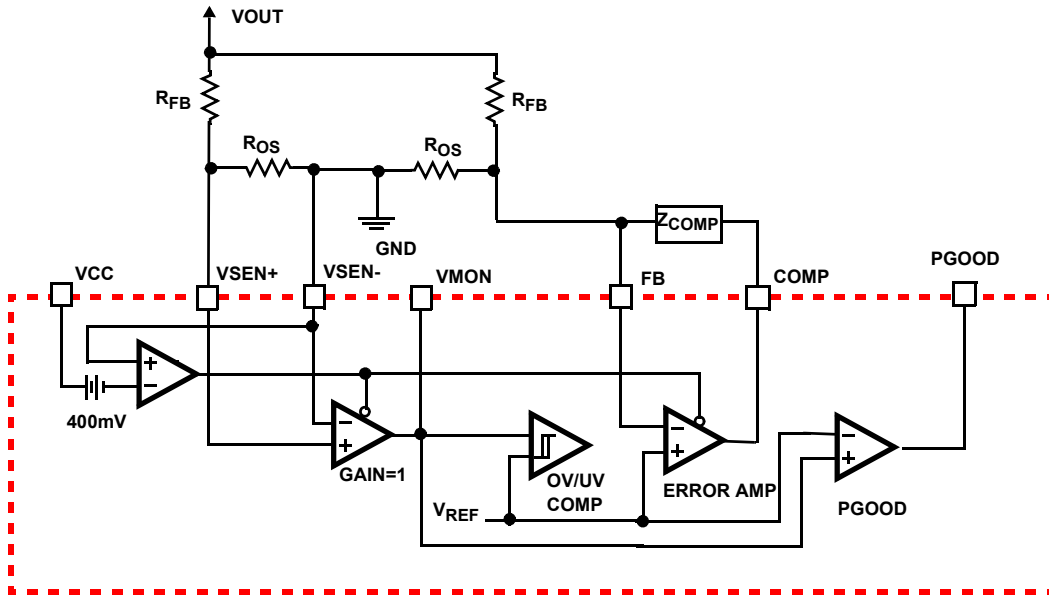 VOUT
RFB
RFB
ROS
ROS
ZCOMP
GND
VCC
VSEN+
VSEN-
VMON
FB
COMP
PGOOD
+
−
400mV
−
+
GAIN=1
OV/UV
COMP
−
+
ERROR AMP
−
+
PGOOD
VREF